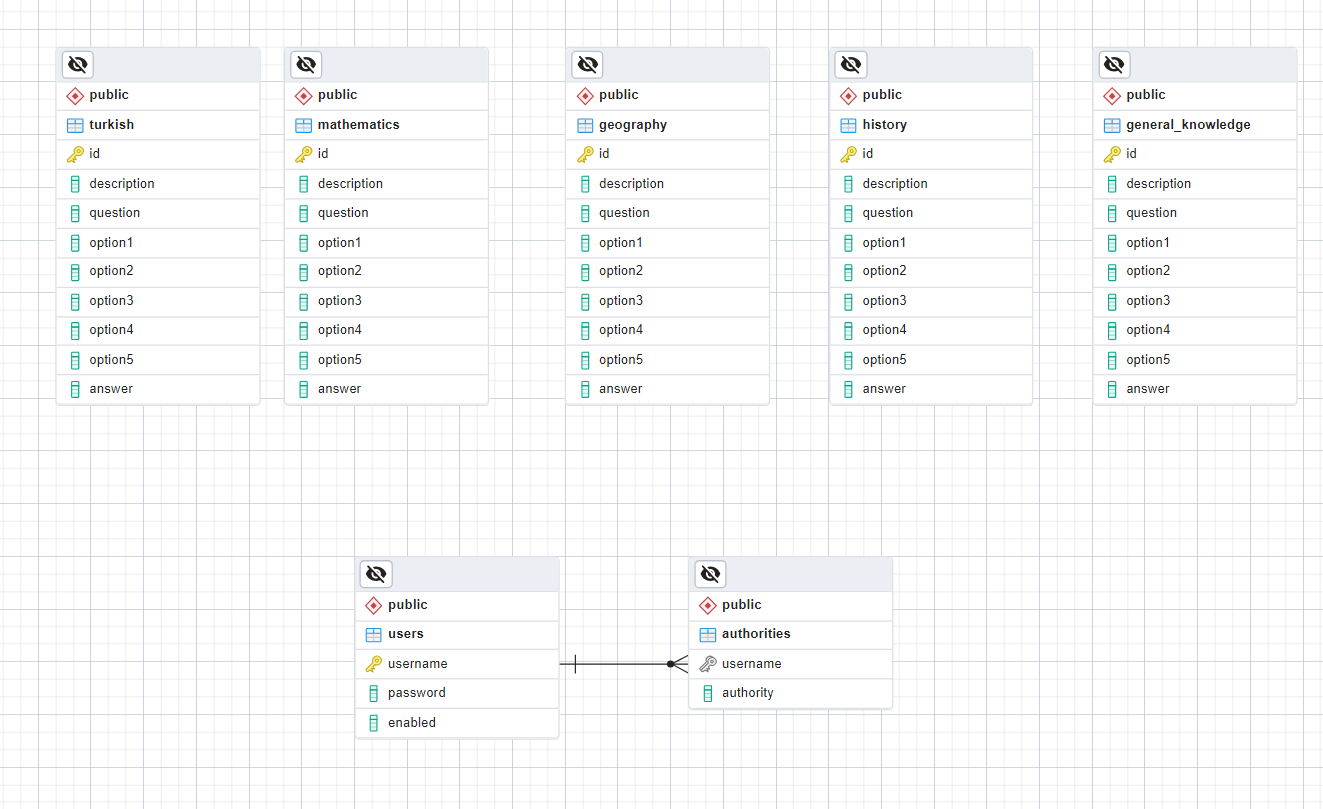 public
turkish
id
description
question
option1
option2
option3
option4
option5
answer
public
mathematics
id
description
question
option1
option2
option3
option4
option5
answer
public
geography
id
description
question
option1
option2
option3
option4
option5
answer
public
history
id
description
question
option1
option2
option3
option4
option5
answer
public
general_knowledge
id
description
question
option1
option2
option3
option4
option5
answer
public
users
username
password
enabled
public
authorities
username
authority